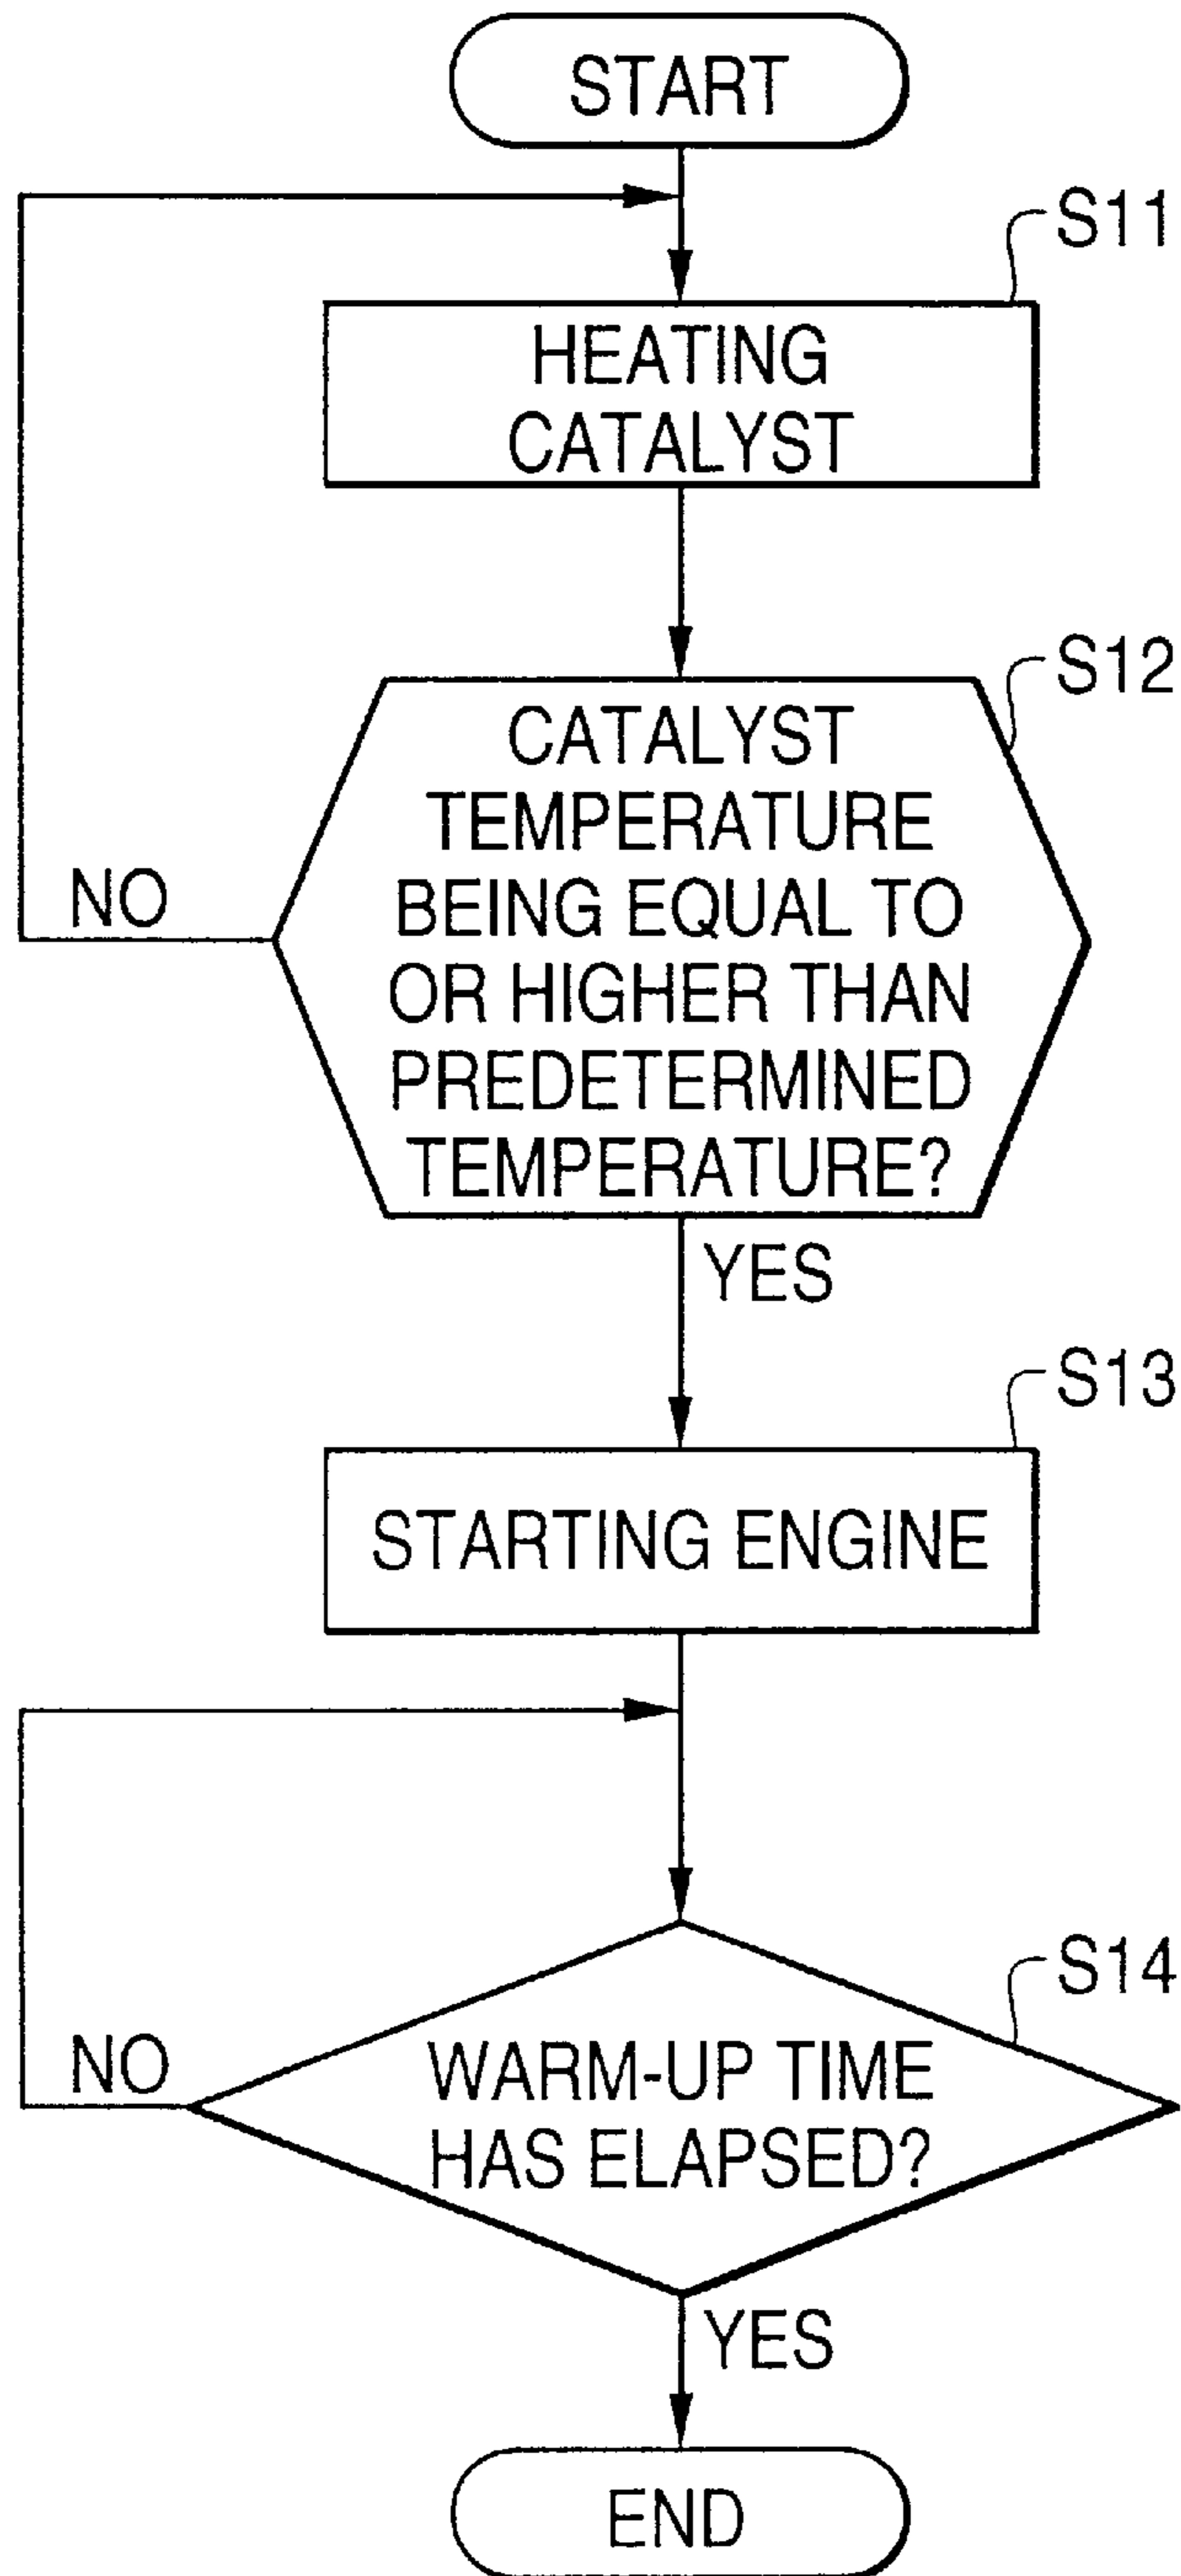 START
S11
HEATING
CATALYST
S12
CATALYST
TEMPERATURE
BEING EQUAL TO
OR HIGHER THAN
PREDETERMINED
TEMPERATURE?
NO
YES
S13
STARTING ENGINE
S14
WARM-UP TIME
HAS ELAPSED?
NO
YES
END